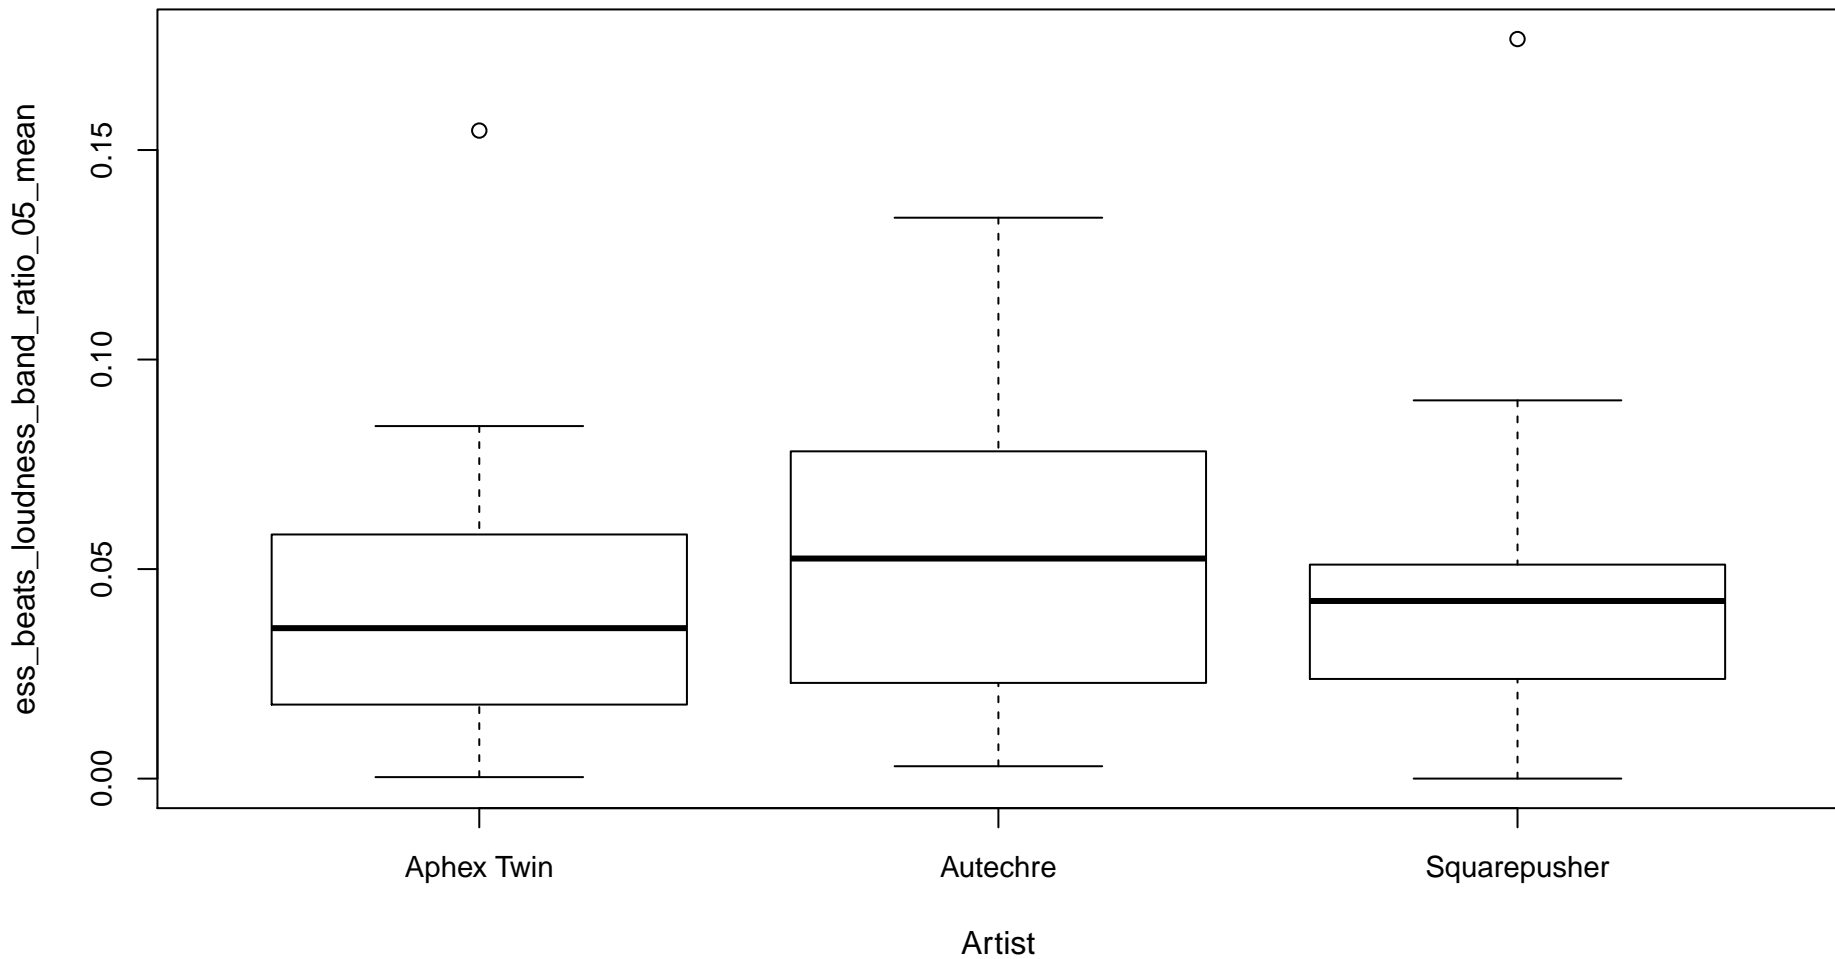 ess_beats_loudness_band_ratio_05_mean
0.15
0.10
0.05
0.00
Aphex Twin
Autechre
Squarepusher
Artist